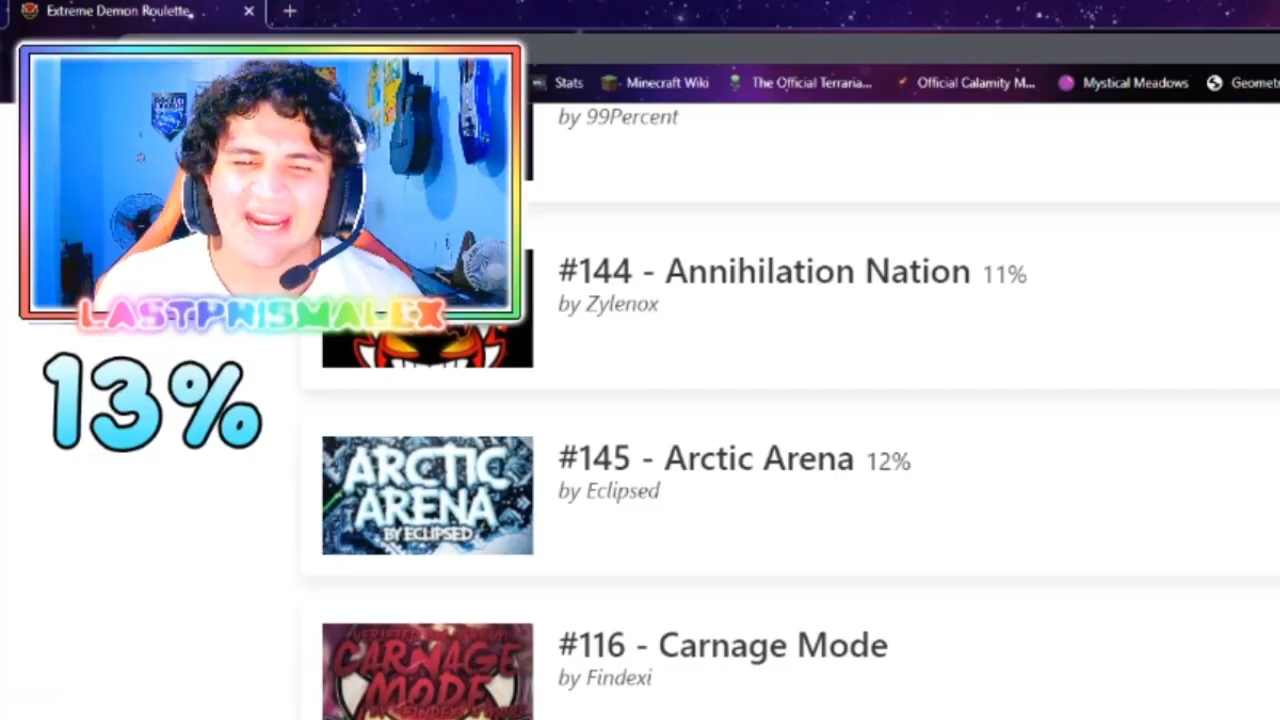 Extreme Demon Roulette
Stats
Minecraft Wiki
The Official Terraria...
Official Calamity M...
Mystical Meadows
Geomet
by 99Percent
LASTPRISMALEX
#144 - Annihilation Nation 11%
by Zylenox
13%
ARCTIC
ARENA
BY ECLIPSED
#145 - Arctic Arena 12%
by Eclipsed
CARNAGE
MODE
#116 - Carnage Mode
by Findexi